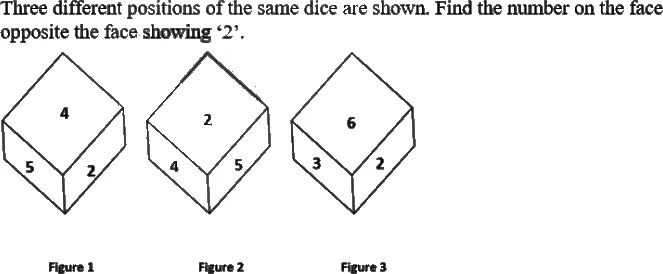 Three different positions of the same dice are shown. Find the number on the face
opposite the face showing ‘2’.
4
5 2
2
4 5
6
3 2
Figure 1 Figure 2 Figure 3